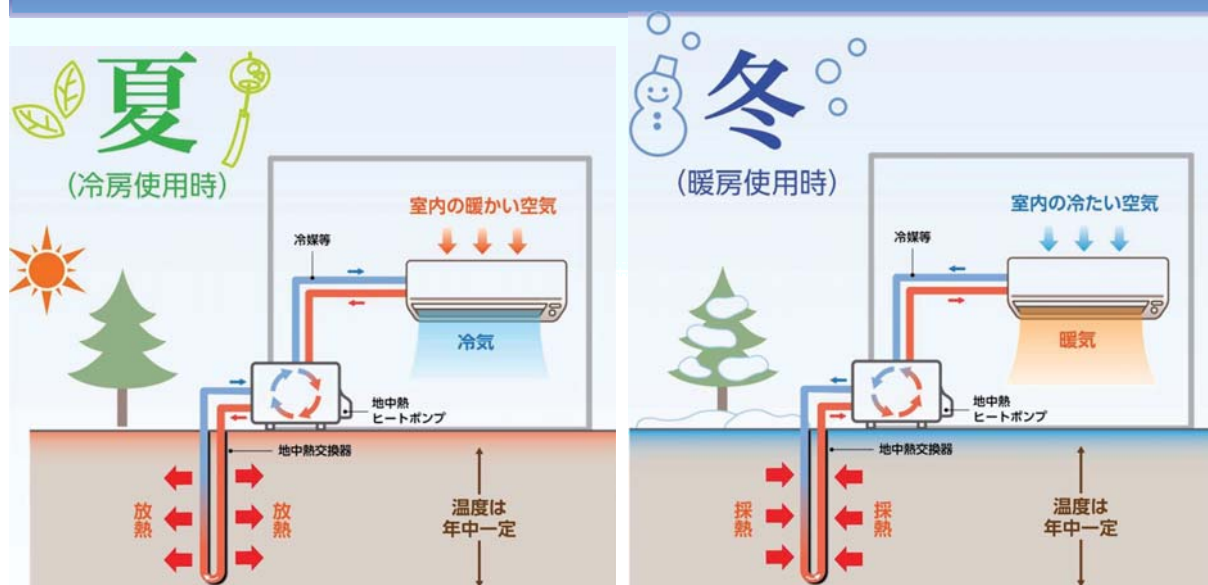 夏
(冷房使用時)
室内の暖かい空気
冷媒等
冷気
地中熱
ヒートポンプ
地中熱交換器
放熱
放熱
温度は
年中一定
冬
(暖房使用時)
室内の冷たい空気
冷媒等
暖気
地中熱
ヒートポンプ
地中熱交換器
採熱
採熱
温度は
年中一定